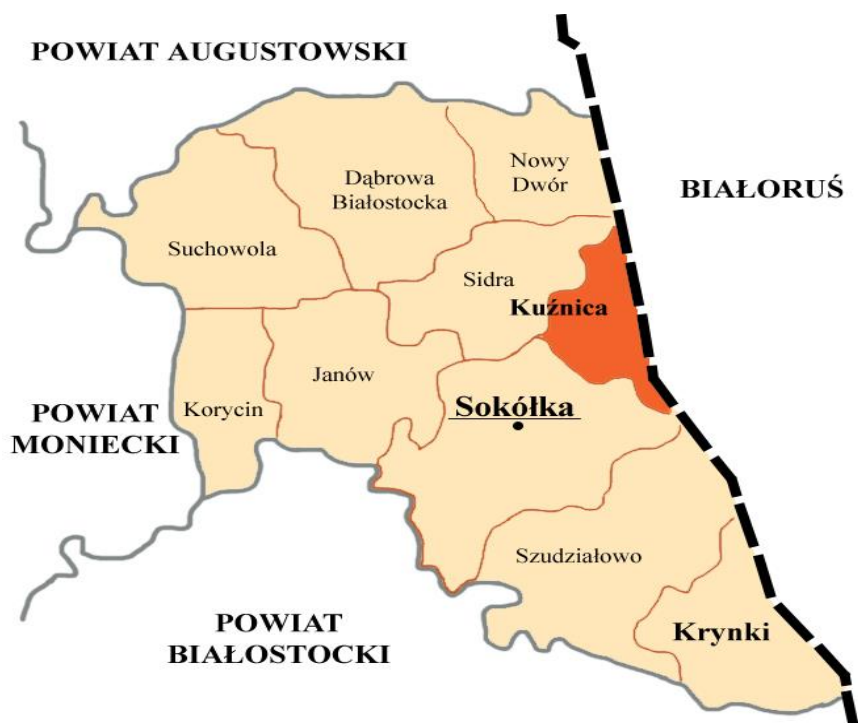 POWIAT AUGUSTOWSKI
Nowy
Dwór
BIAŁORUŚ
Dąbrowa
Białostocka
Suchowola
Sidra
Kuźnica
Janów
Korycin
Sokółka
POWIAT
MONIECKI
Szudziałowo
POWIAT
BIAŁOSTOCKI
Krynki